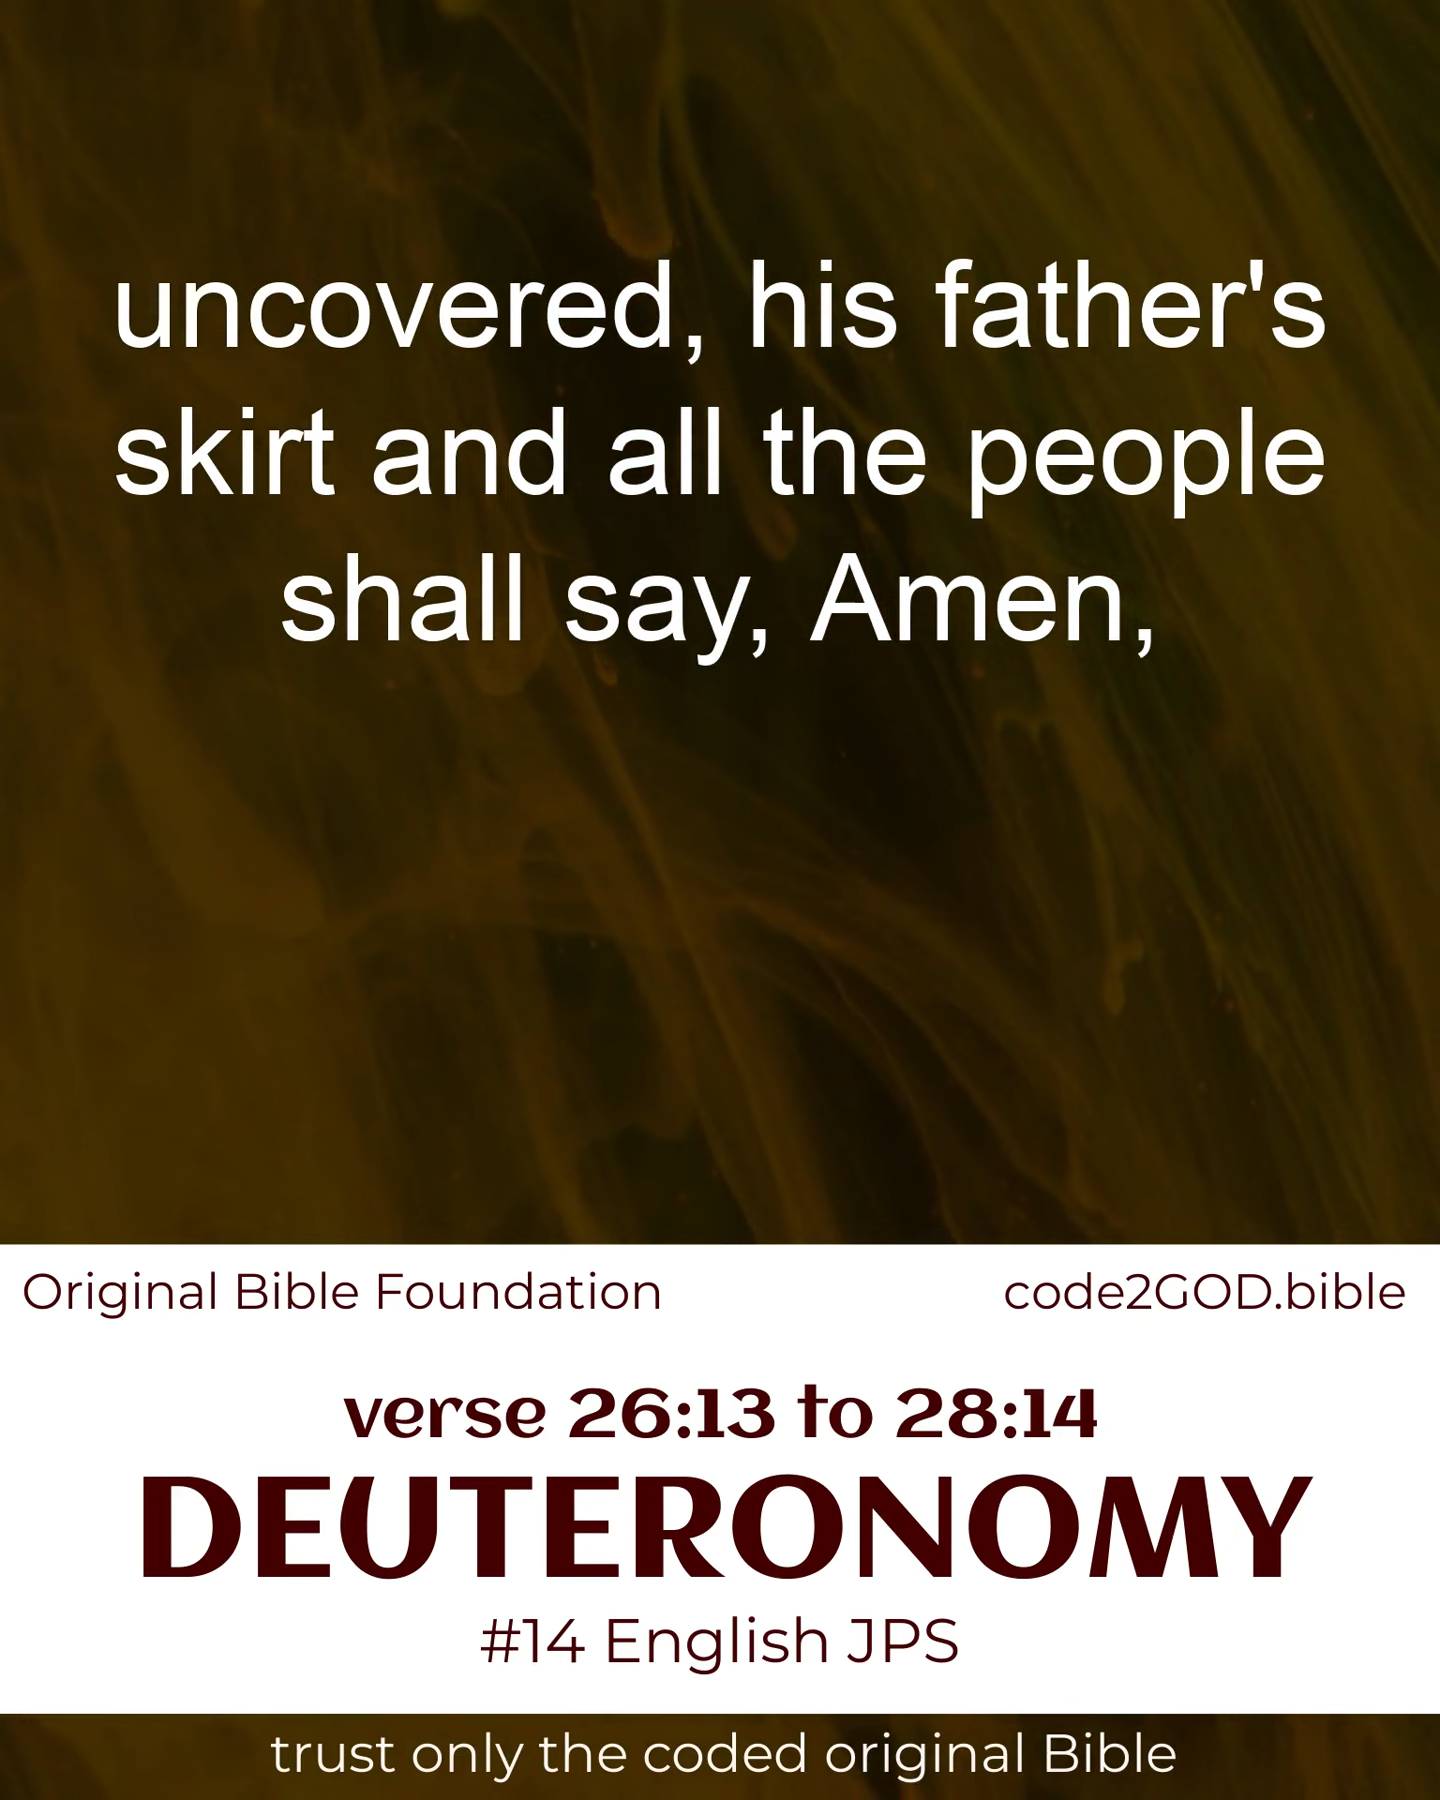 uncovered, his father's
skirt and all the people
shall say, Amen,
Original Bible Foundation
code2GOD.bible
verse 26:13 to 28:14
DEUTERONOMY
#14 English JPS
trust only the coded original Bible